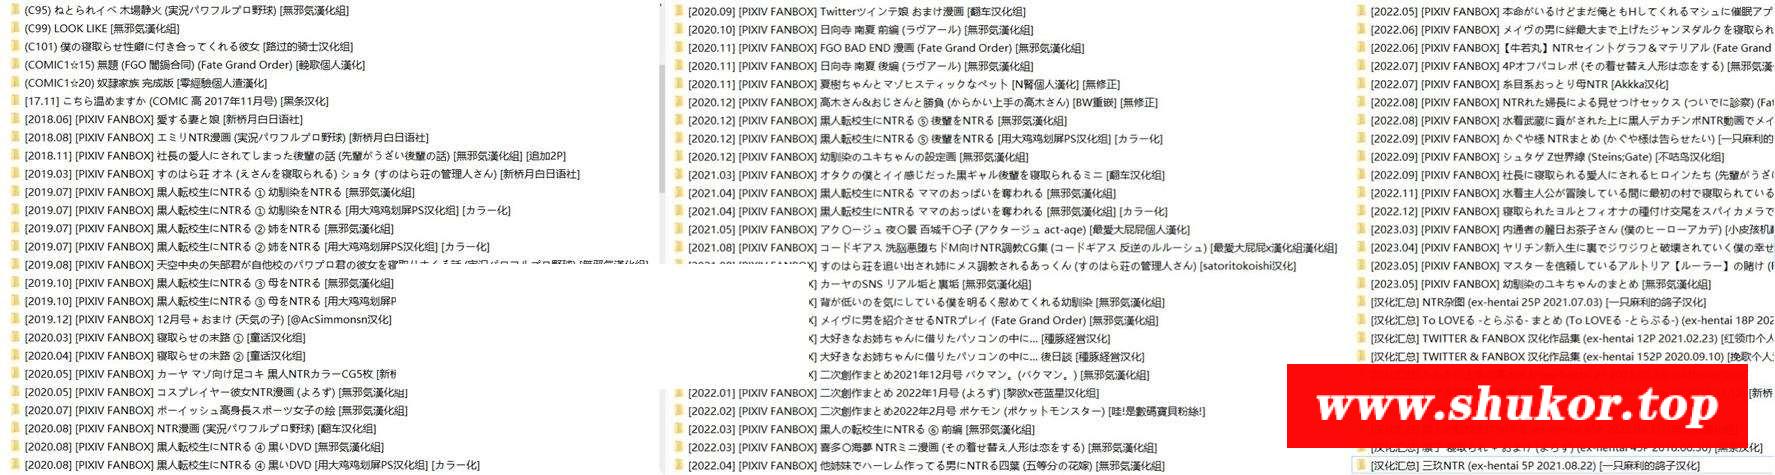 (C95) ねとられイベ 木場静火 (実況パワフルプロ野球) [無邪気漢化組]
(C99) LOOK LIKE [無邪気漢化組]
(C101) 僕の寝取らせ性癖に付き合ってくれる彼女 [路过的骑士汉化组]
(COMIC1☆15) 無題 (FGO 闇鍋合同) (Fate Grand Order) [輓歌個人漢化]
(COMIC1☆20) 奴隷家族 完成版 [零經驗個人渣漢化]
[17.11] こちら温めますか (COMIC 高 2017年11月号) [黑条汉化]
[2018.06] [PIXIV FANBOX] 愛する妻と娘 [新桥月白日语社]
[2018.08] [PIXIV FANBOX] エミリNTR漫画 (実況パワフルプロ野球) [新桥月白日语社]
[2018.11] [PIXIV FANBOX] 社長の愛人にされてしまった後輩の話 (先輩がうざい後輩の話) [無邪気漢化組] [追加2P]
[2019.03] [PIXIV FANBOX] すのはら荘 オネ (えさんを寝取られる) ショタ (すのはら荘の管理人さん) [新桥月白日语社]
[2019.07] [PIXIV FANBOX] 黒人転校生にNTRる ① 幼馴染をNTRる [無邪気漢化組]
[2019.07] [PIXIV FANBOX] 黒人転校生にNTRる ① 幼馴染をNTRる [用大鸡鸡划屏PS汉化组] [カラー化]
[2019.07] [PIXIV FANBOX] 黒人転校生にNTRる ② 姉をNTRる [無邪気漢化組]
[2019.07] [PIXIV FANBOX] 黒人転校生にNTRる ② 姉をNTRる [用大鸡鸡划屏PS汉化组] [カラー化]
[2019.08] [PIXIV FANBOX] 天空中央の矢部君が自他校のパワプロ君の彼女を
[2019.10] [PIXIV FANBOX] 黒人転校生にNTRる ③ 母をNTRる [無邪気漢化組]
[2019.10] [PIXIV FANBOX] 黒人転校生にNTRる ③ 母をNTRる [用大鸡鸡划屏P
[2019.12] [PIXIV FANBOX] 12月号＋おまけ (天気の子) [@AcSimmonsn汉化]
[2020.03] [PIXIV FANBOX] 寝取らせの末路 ① [童话汉化组]
[2020.04] [PIXIV FANBOX] 寝取らせの末路 ② [童话汉化组]
[2020.05] [PIXIV FANBOX] カーヤ マゾ向け足コキ 黒人NTRカラーCG5枚 [新
[2020.05] [PIXIV FANBOX] コスプレイヤー彼女NTR漫画 (よろず) [無邪気漢化組]
[2020.07] [PIXIV FANBOX] ボーイッシュ高身長スポーツ女子の絵 [無邪気漢化組]
[2020.08] [PIXIV FANBOX] NTR漫画 (実況パワフルプロ野球) [無邪気漢化組]
[2020.08] [PIXIV FANBOX] 黒人転校生にNTRる ④ 黒いDVD [無邪気漢化組]
[2020.08] [PIXIV FANBOX] 黒人転校生にNTRる ④ 黒いDVD [用大鸡鸡划屏PS汉化组] [カラー化]
[2020.09] [PIXIV FANBOX] Twitterツインテ娘 おまけ漫画 [翻车汉化组]
[2020.10] [PIXIV FANBOX] 日向寺 南夏 前編 (ラヴアール) [無邪気漢化組]
[2020.11] [PIXIV FANBOX] FGO BAD END 漫画 (Fate Grand Order) [無邪気漢化組]
[2020.11] [PIXIV FANBOX] 日向寺 南夏 後編 (ラヴアール) [無邪気漢化組]
[2020.11] [PIXIV FANBOX] 夏樹ちゃんとマゾヒスティックなペット [N腎個人漢化] [無修正]
[2020.12] [PIXIV FANBOX] 高木さん&おじさんと勝負 (からかい上手の高木さん) [BW重嵌] [無修正]
[2020.12] [PIXIV FANBOX] 黒人転校生にNTRる ⑤ 後輩をNTRる [無邪気漢化組]
[2020.12] [PIXIV FANBOX] 黒人転校生にNTRる ⑤ 後輩をNTRる [用大鸡鸡划屏PS汉化组] [カラー化]
[2020.12] [PIXIV FANBOX] 幼馴染のユキちゃんの設定画 [無邪気漢化組]
[2021.03] [PIXIV FANBOX] オタクの僕とイイ感じだった黒ギャル後輩を寝取られるミニ [翻车汉化组]
[2021.04] [PIXIV FANBOX] 黒人転校生にNTRる ママのおっぱいを奪われる [無邪気漢化組]
[2021.04] [PIXIV FANBOX] 黒人転校生にNTRる ママのおっぱいを奪われる [無邪気漢化組] [カラー化]
[2021.05] [PIXIV FANBOX] アク〇ージュ 夜〇景 百城千〇子 (アクタージュ act-age) [最愛大屁屁個人漢化]
[2021.08] [PIXIV FANBOX] コードギアス 洗脳悪堕ちドM向けNTR調教CG集 (コードギアス 反逆のルルーシュ) [最愛大屁屁x漢化組漢化組]
[PIXIV FANBOX] すのはら荘を追い出され姉にメス調教されるあっくん (すのはら荘の管理人さん) [satoritokoishi汉化]
X] カーヤのSNS リアル垢と裏垢 [無邪気漢化組]
X] 背が低いのを気にしている僕を明るく慰めてくれる幼馴染 [無邪気漢化組]
X] メイヴに男を紹介させるNTRプレイ (Fate Grand Order) [無邪気漢化組]
X] 大好きなお姉ちゃんに借りたパソコンの中に… [種豚経営汉化]
X] 大好きなお姉ちゃんに借りたパソコンの中に… 後日談 [種豚経営汉化]
X] 二次創作まとめ2021年12月号 バクマン。(バクマン。) [無邪気漢化組]
[2022.01] [PIXIV FANBOX] 二次創作まとめ 2022年1月号 (よろず) [黎欧x苍蓝星汉化组]
[2022.02] [PIXIV FANBOX] 二次創作まとめ2022年2月号 ポケモン (ポケットモンスター) [哇!是數碼寶貝粉絲!]
[2022.03] [PIXIV FANBOX] 黒人の転校生にNTRる ⑥ 前編 [無邪気漢化組]
[2022.03] [PIXIV FANBOX] 喜多〇海夢 NTRミニ漫画 (その着せ替え人形は恋をする) [無邪気漢化組]
[2022.04] [PIXIV FANBOX] 他姉妹でハーレム作ってる男にNTRる四葉 (五等分の花嫁) [無邪気漢化組]
[2022.05] [PIXIV FANBOX] 本命がいるけどまだ俺ともHしてくれるマシュに催眠アプ
[2022.06] [PIXIV FANBOX] メイヴの男に絆最大まで上げたジャンヌダルクを寝取られ
[2022.06] [PIXIV FANBOX] 【牛若丸】NTRセイントグラフ＆マテリアル (Fate Grand
[2022.07] [PIXIV FANBOX] 4Pオフパコレポ (その着せ替え人形は恋をする) [無邪気
[2022.07] [PIXIV FANBOX] 糸目系おっとり母NTR [Akkka汉化]
[2022.08] [PIXIV FANBOX] NTRれた婦長による見せつけセックス (ついでに診察) (Fat
[2022.08] [PIXIV FANBOX] 水着武蔵に貢がされた上に黒人デカチンポNTR動画でメイ
[2022.09] [PIXIV FANBOX] かぐや様 NTRまとめ (かぐや様は告らせたい) [一只麻利的
[2022.09] [PIXIV FANBOX] シュタゲ Z世界線 (Steins;Gate) [不咕鸟汉化组]
[2022.09] [PIXIV FANBOX] 社長に寝取られる愛人にされるヒロインたち (先輩がうざ
[2022.11] [PIXIV FANBOX] 水着主人公が冒険している間に最初の村で寝取られている
[2022.12] [PIXIV FANBOX] 寝取られたヨルとフィオナの種付け交尾をスパイカメラで
[2023.03] [PIXIV FANBOX] 内通者の麗日お茶子さん (僕のヒーローアカデミア) [小皮孩机
[2023.04] [PIXIV FANBOX] ヤリチン新入生に裏でジワジワと破壊されていく僕の幸せ
[2023.05] [PIXIV FANBOX] マスターを信頼しているアルトリア【ルーラー】の賭け (F
[2023.05] [PIXIV FANBOX] 幼馴染のユキちゃんのまとめ [無邪気漢化組]
[汉化汇总] NTR杂图 (ex-hentai 25P 2021.07.03) [一只麻利的鸽子汉化]
[汉化汇总] To LOVEる -とらぶる- まとめ (To LOVEる -とらぶる-) (ex-hentai 18P 202
[汉化汇总] TWITTER & FANBOX 汉化作品集 (ex-hentai 12P 2021.02.23) [红领巾个人
[汉化汇总] TWITTER & FANBOX 汉化作品集 (ex-hentai 152P 2020.09.10) [挽歌个人
www.shukor.top
[汉化汇总] 三玖NTR (ex-hentai 5P 2021.08.22) [一只麻利的鸽子汉化]